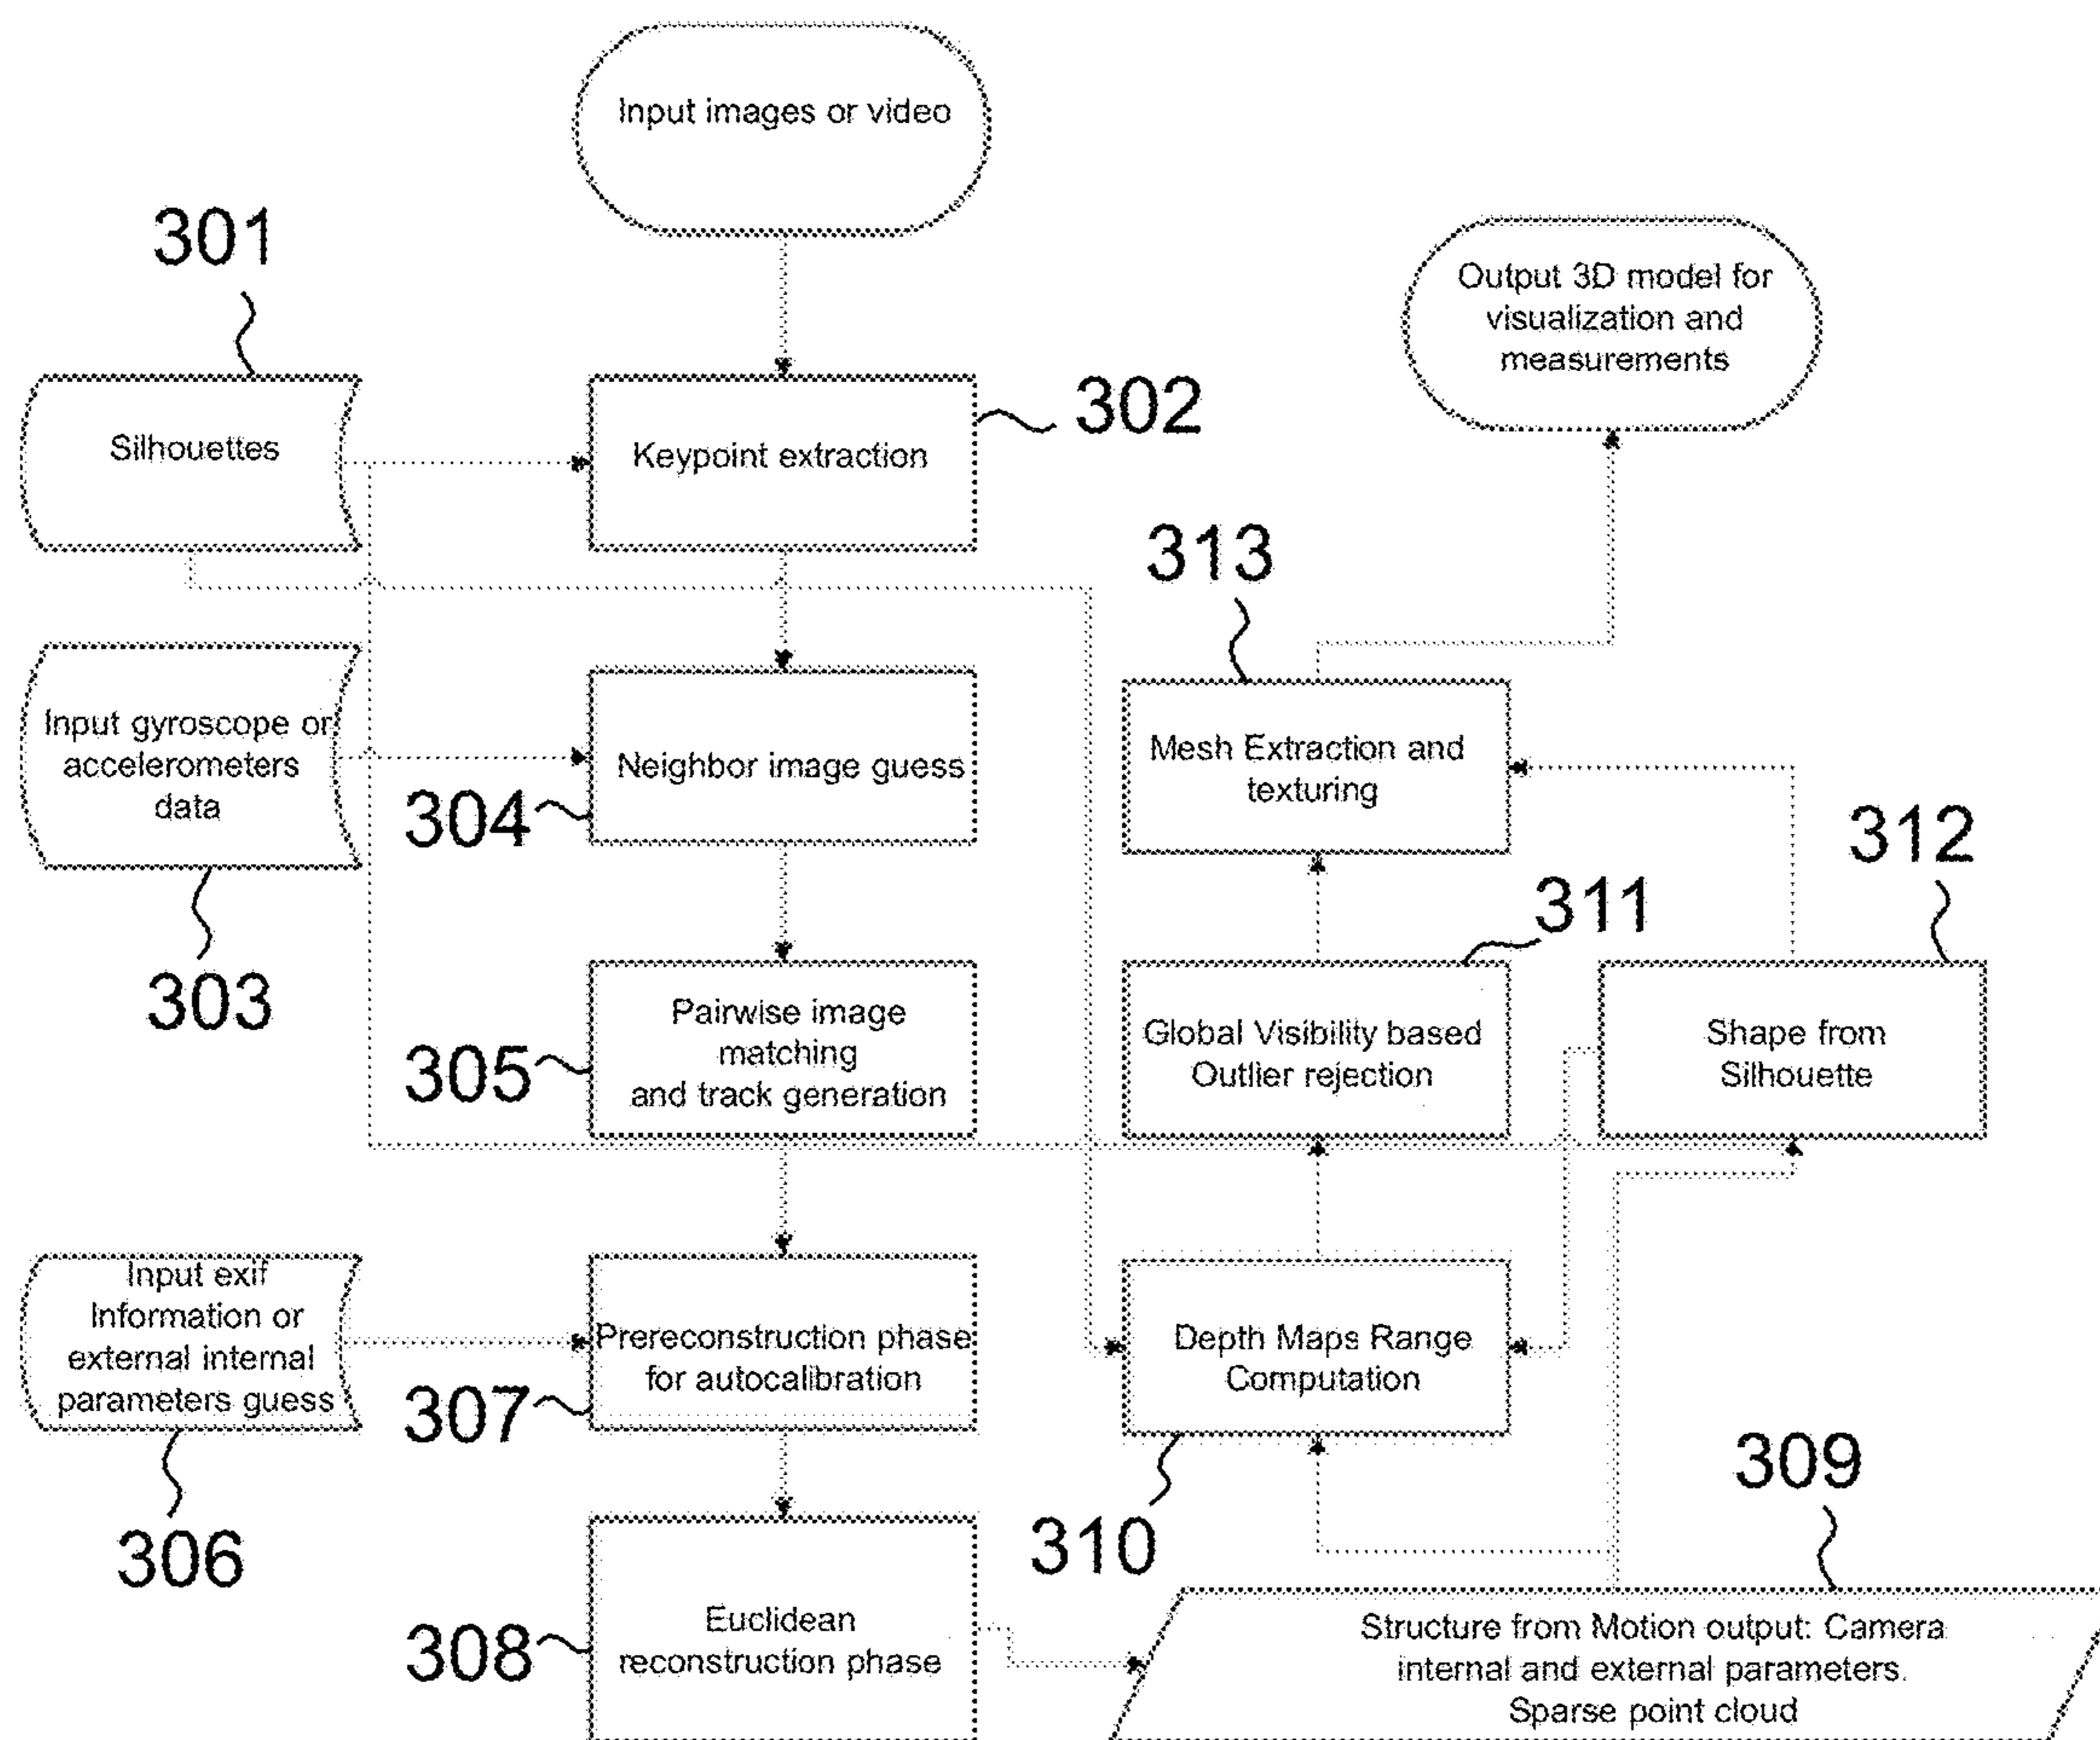 Input images or video
301
Output 3D model for
visualization and
measurements
302
Silhouettes
Keypoint extraction
313
Input gyroscope or
accelerometers
data
Neighbor image guess
304
Mesh Extraction and
texturing
312
311
303
Pairwise image
matching
and track generation
305
Global Visibility based
Outlier rejection
Shape from
Silhouette
Input exif
Information or
external internal
parameters guess
Prereconstruction phase
for autocalibration
307
Depth Maps Range
Computation
309
306
310
Euclidean
reconstruction phase
308
Structure from Motion output: Camera
internal and external parameters.
Sparse point cloud